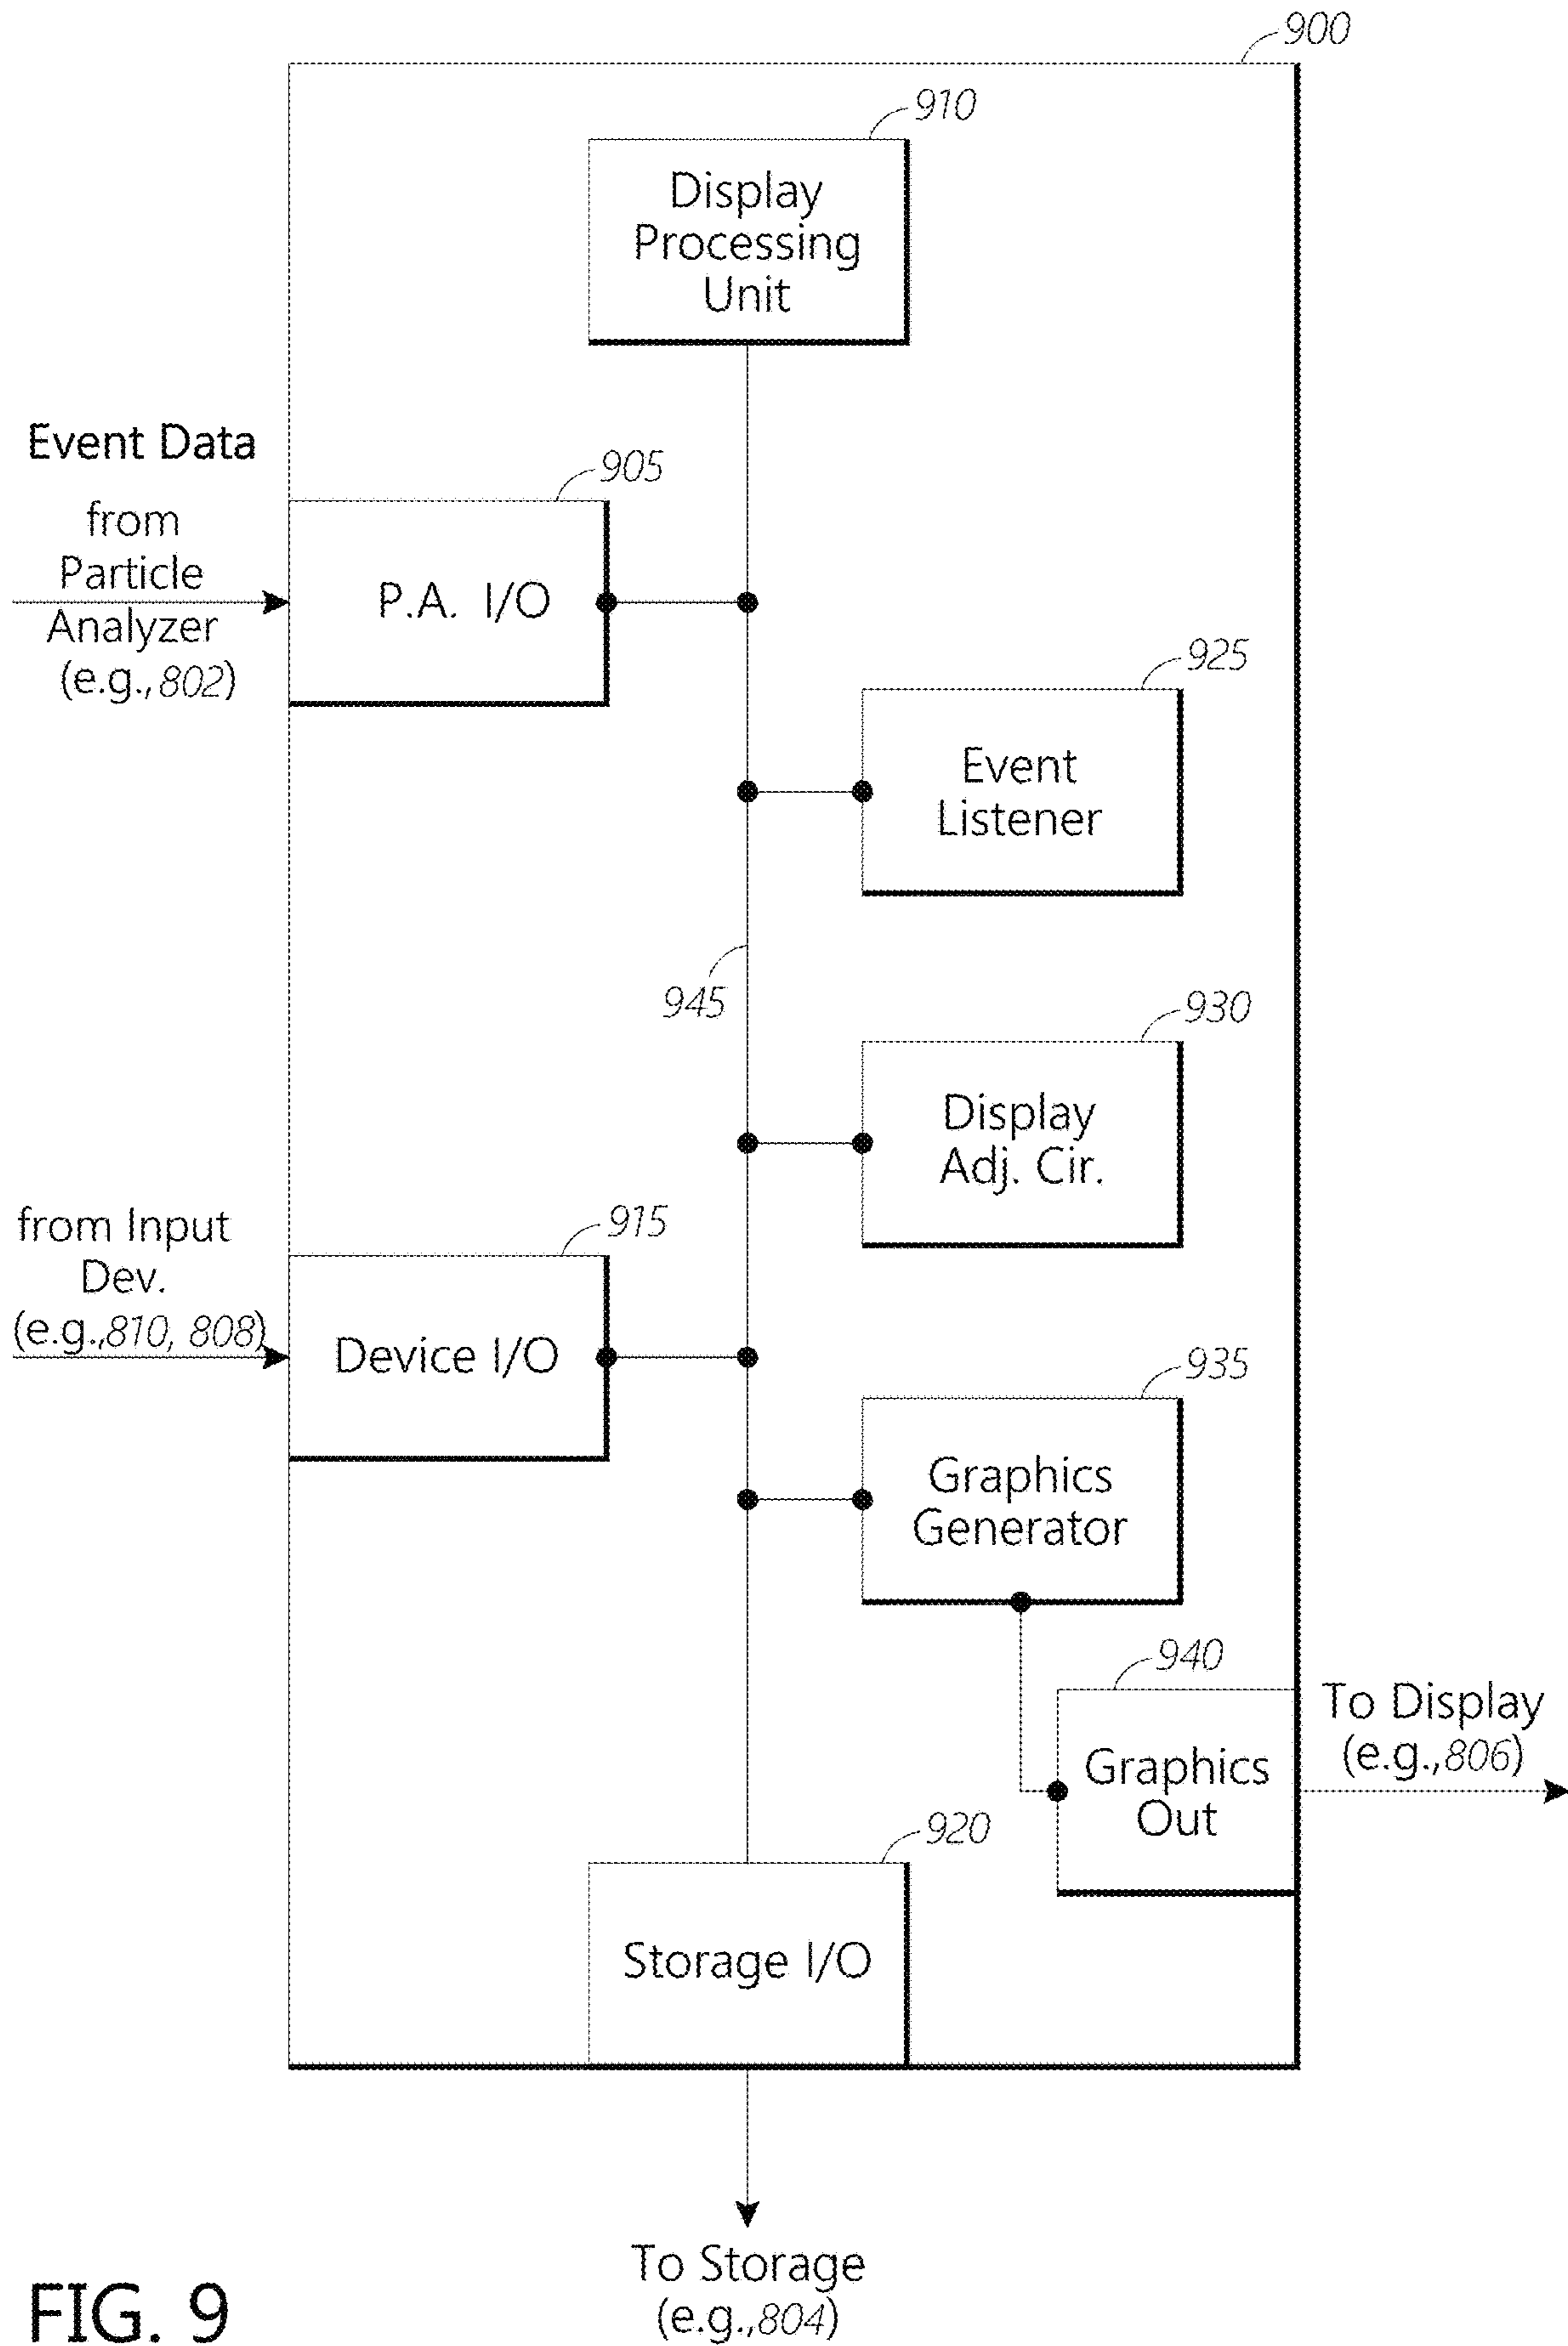 900
910
Display
Processing
Unit
Event Data
from
Particle
Analyzer
(e.g.,802)
905
P.A. I/O
925
Event
Listener
945
930
Display
Adj. Cir.
from Input
Dev.
(e.g.,810, 808)
915
Device I/O
935
Graphics
Generator
940
Graphics
Out
To Display
(e.g.,806)
920
Storage I/O
To Storage
(e.g.,804)
FIG. 9